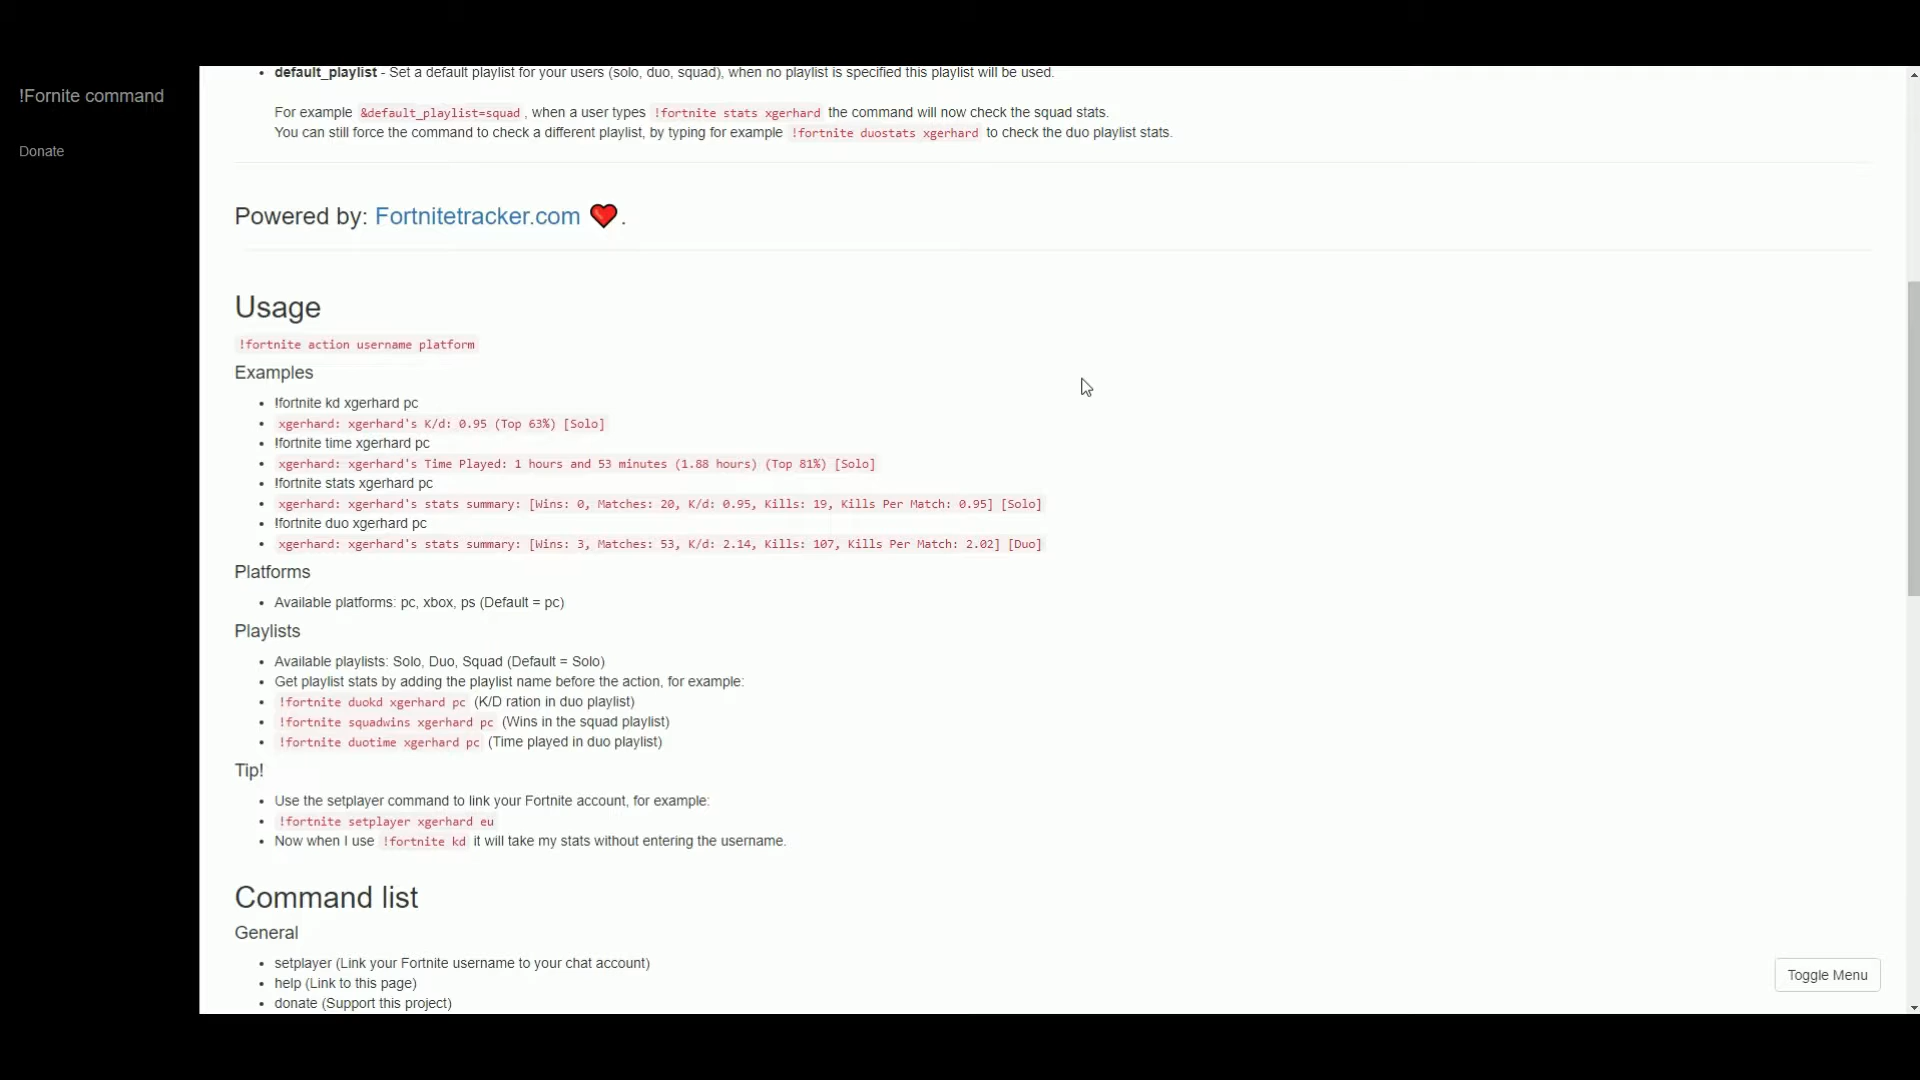 !Fornite command
Donate
default_playlist - Set a default playlist for your users (solo, duo, squad), when no playlist is specified this playlist will be used.
For example &default_playlist=squad , when a user types !fortnite stats xgerhard the command will now check the squad stats.
You can still force the command to check a different playlist, by typing for example !fortnite duostats xgerhard to check the duo playlist stats.
Powered by: Fortnitetracker.com ❤.
Usage
!fortnite action username platform
Examples
!fortnite kd xgerhard pc
xgerhard: xgerhard's K/d: 0.95 (Top 63%) [Solo]
!fortnite time xgerhard pc
xgerhard: xgerhard's Time Played: 1 hours and 53 minutes (1.88 hours) (Top 81%) [Solo]
!fortnite stats xgerhard pc
xgerhard: xgerhard's stats summary: [Wins: 0, Matches: 20, K/d: 0.95, Kills: 19, Kills Per Match: 0.95] [Solo]
!fortnite duo xgerhard pc
xgerhard: xgerhard's stats summary: [Wins: 3, Matches: 53, K/d: 2.14, Kills: 107, Kills Per Match: 2.02] [Duo]
Platforms
Available platforms: pc, xbox, ps (Default = pc)
Playlists
Available playlists: Solo, Duo, Squad (Default = Solo)
Get playlist stats by adding the playlist name before the action, for example:
!fortnite duokd xgerhard pc (K/D ration in duo playlist)
!fortnite squadwins xgerhard pc (Wins in the squad playlist)
!fortnite duotime xgerhard pc (Time played in duo playlist)
Tip!
Use the setplayer command to link your Fortnite account, for example:
!fortnite setplayer xgerhard eu
Now when I use !fortnite kd it will take my stats without entering the username.
Command list
General
setplayer (Link your Fortnite username to your chat account)
help (Link to this page)
donate (Support this project)
Toggle Menu